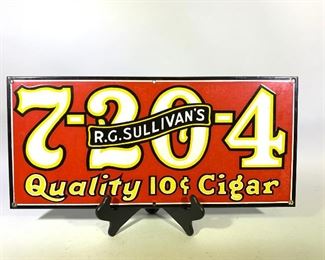 7-20-4
R.G. SULLIVAN'S
Quality 10¢ Cigar